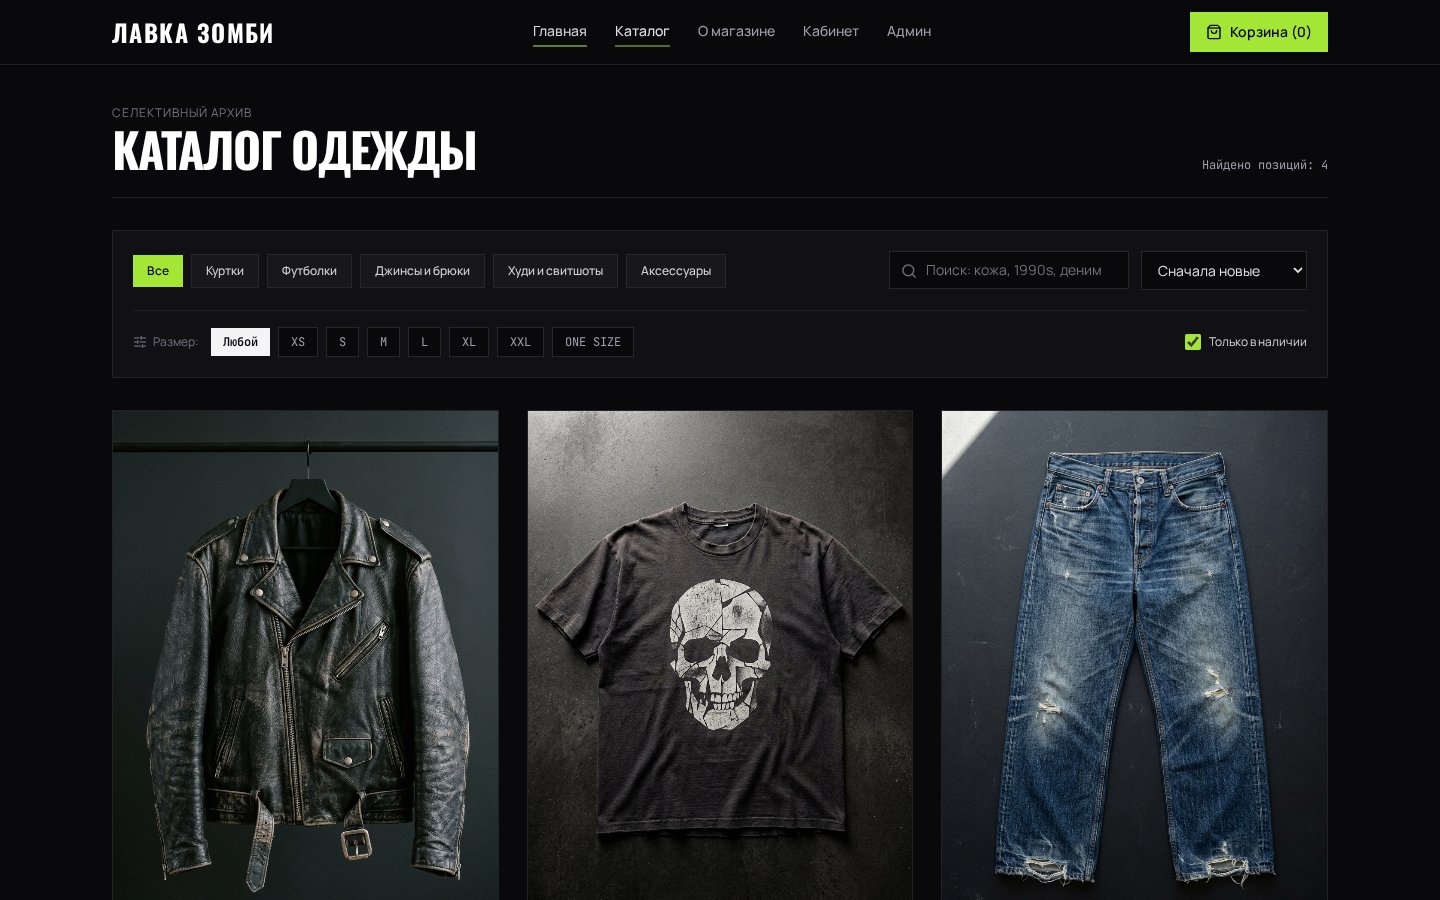 ЛАВКА ЗОМБИ
Главная Каталог О магазине Кабинет Админ
Корзина (0)
СЕЛЕКТИВНЫЙ АРХИВ
КАТАЛОГ ОДЕЖДЫ
Найдено позиций: 4
Все Куртки Футболки Джинсы и брюки Худи и свитшоты Аксессуары
Поиск: кожа, 1990s, деним
Сначала новые
Размер: Любой XS S M L XL XXL ONE SIZE
Только в наличии